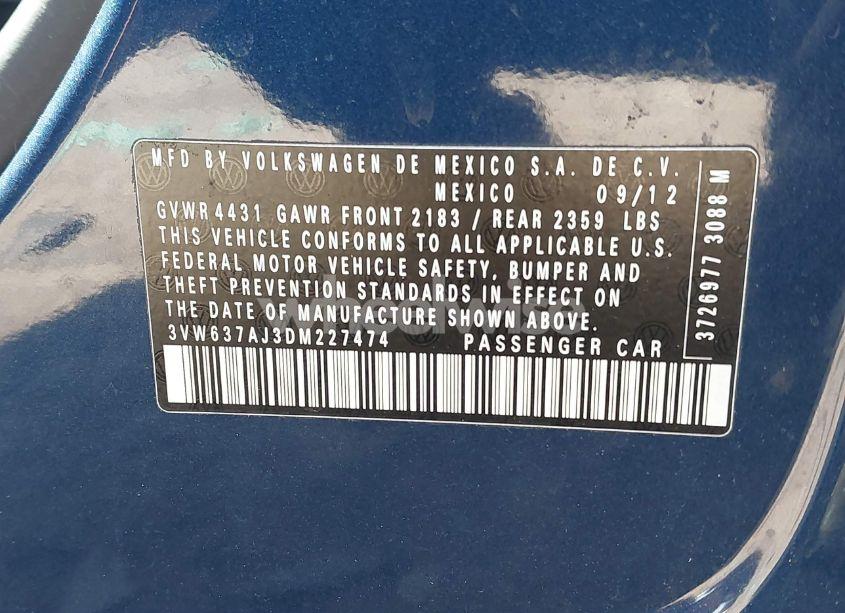 MFD BY VOLKSWAGEN DE MEXICO S.A. DE C.V.
MEXICO 09/12
GVWR 4431 GAWR FRONT 2183 / REAR 2359 LBS
THIS VEHICLE CONFORMS TO ALL APPLICABLE U.S.
FEDERAL MOTOR VEHICLE SAFETY, BUMPER AND
THEFT PREVENTION STANDARDS IN EFFECT ON
THE DATE OF MANUFACTURE SHOWN ABOVE.
3VW637AJ3DM227474 PASSENGER CAR
3726977 3088 M